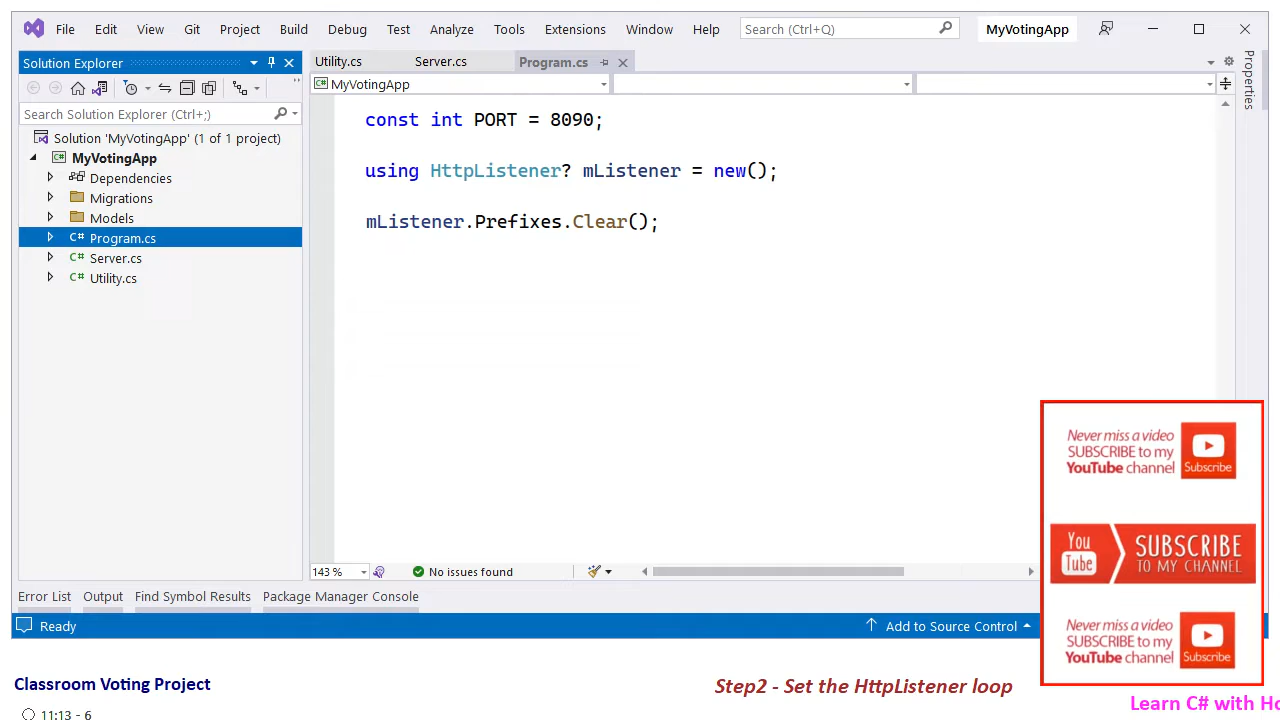 File Edit View Git Project Build Debug Test Analyze Tools Extensions Window Help Search (Ctrl+Q) MyVotingApp
Solution Explorer
Search Solution Explorer (Ctrl+;)
Solution 'MyVotingApp' (1 of 1 project)
MyVotingApp
Dependencies
Migrations
Models
C# Program.cs
C# Server.cs
C# Utility.cs
Utility.cs Server.cs Program.cs
C# MyVotingApp
const int PORT = 8090;
using HttpListener? mListener = new();
mListener.Prefixes.Clear();
Properties
143 % No issues found
Error List Output Find Symbol Results Package Manager Console
Ready Add to Source Control
Never miss a video
SUBSCRIBE to my
YouTube channel
Subscribe
You
Tube
SUBSCRIBE
TO MY CHANNEL
Never miss a video
SUBSCRIBE to my
YouTube channel
Subscribe
Classroom Voting Project
Step2 - Set the HttpListener loop
Learn C# with Ho
11:13 - 6